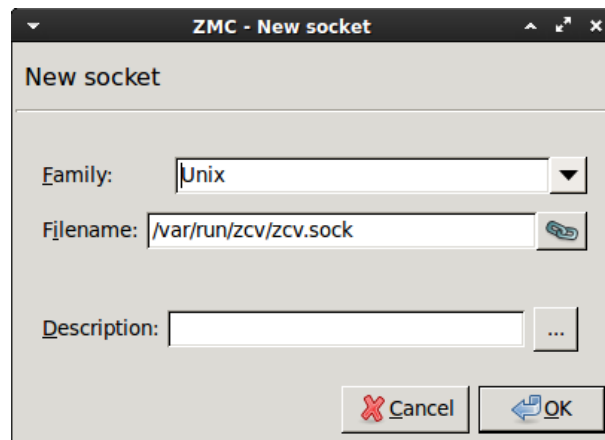 ZMC - New socket
New socket
Family: Unix
Filename: /var/run/zcv/zcv.sock
Description: ...
Cancel OK